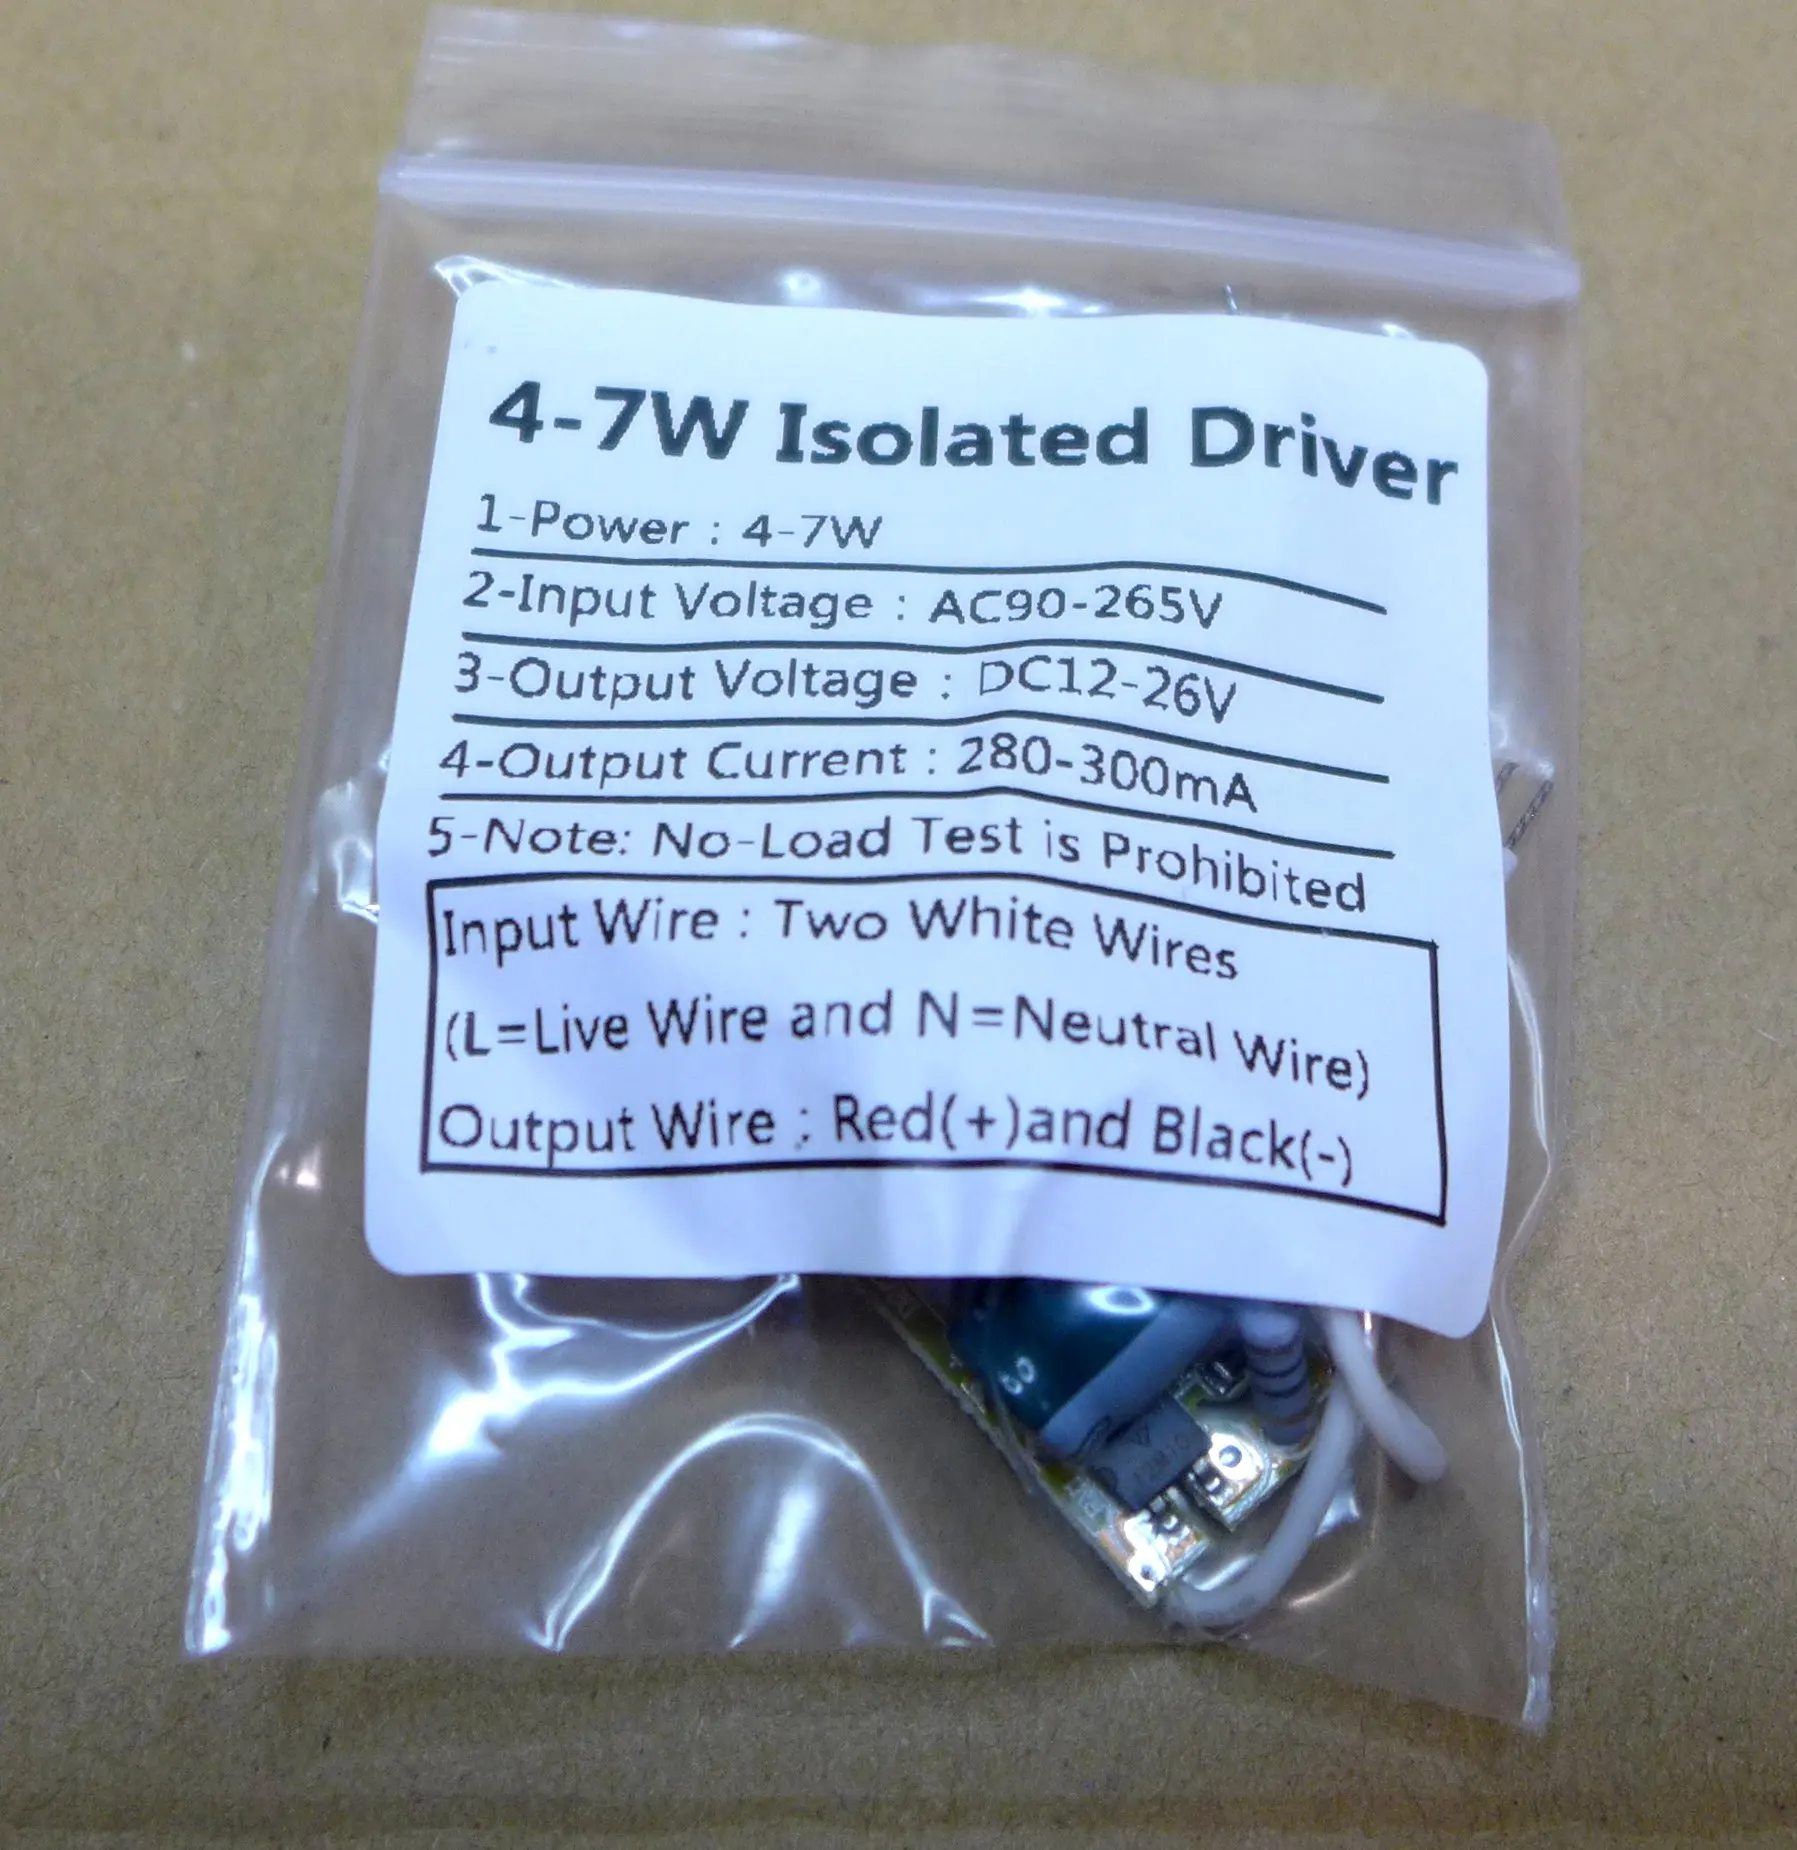 4-7W Isolated Driver
1-Power : 4-7W
2-Input Voltage : AC90-265V
3-Output Voltage : DC12-26V
4-Output Current : 280-300mA
5-Note: No-Load Test is Prohibited
Input Wire : Two White Wires
(L=Live Wire and N=Neutral Wire)
Output Wire : Red(+)and Black(-)